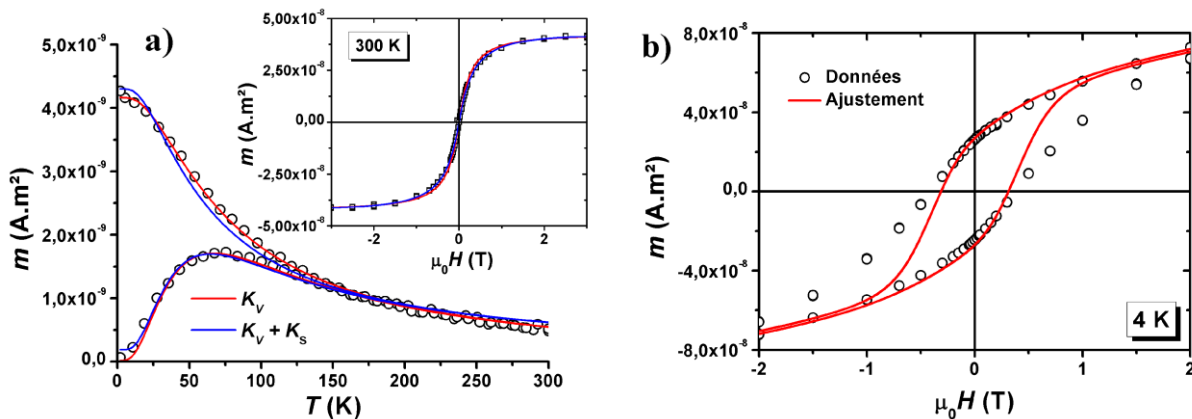 a)
300 K
m (A.m²)
5,00x10⁻⁸
2,50x10⁻⁸
0,00
-2,50x10⁻⁸
-5,00x10⁻⁸
-2 0 2
μ₀H (T)
m (A.m²)
5,0x10⁻⁹
4,0x10⁻⁹
3,0x10⁻⁹
2,0x10⁻⁹
1,0x10⁻⁹
0,0
K_V
K_V + K_S
0 50 100 150 200 250 300
T (K)
b)
m (A.m²)
8,0x10⁻⁸
4,0x10⁻⁸
0,0
-4,0x10⁻⁸
-8,0x10⁻⁸
Données
Ajustement
4 K
-2 -1 0 1 2
μ₀H (T)